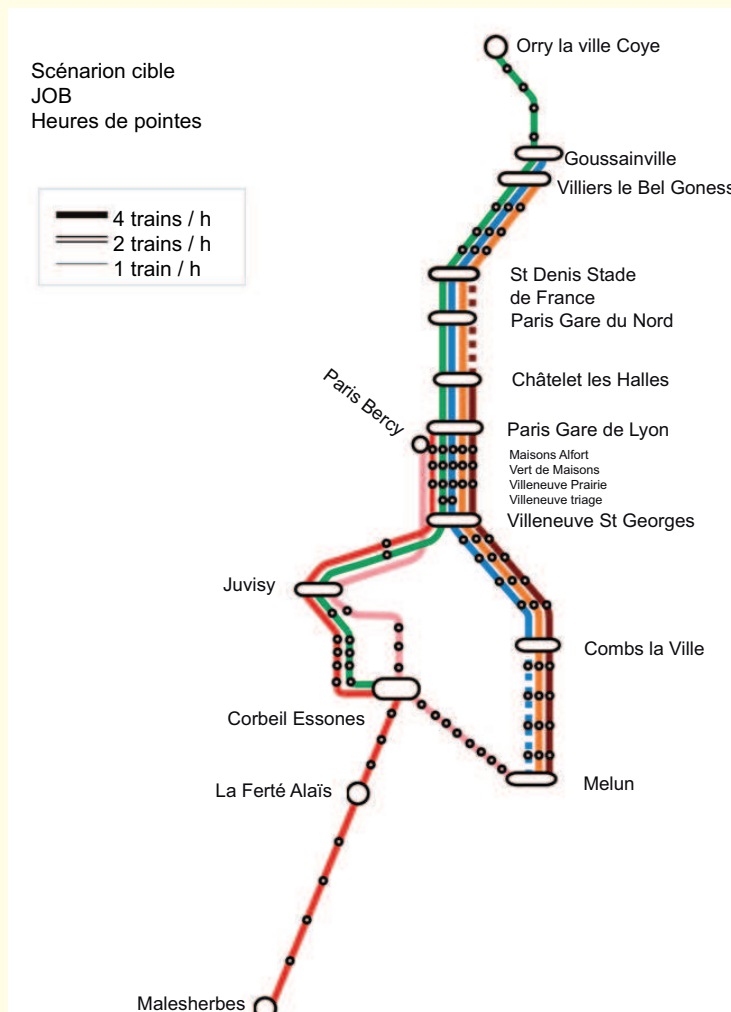 Orry la ville Coye
Scénarion cible
JOB
Heures de pointes
Goussainville
Villiers le Bel Goness
4 trains / h
2 trains / h
1 train / h
St Denis Stade
de France
Paris Gare du Nord
Châtelet les Halles
Paris Bercy
Paris Gare de Lyon
Maisons Alfort
Vert de Maisons
Villeneuve Prairie
Villeneuve triage
Villeneuve St Georges
Juvisy
Combs la Ville
Corbeil Essones
La Ferté Alaïs
Melun
Malesherbes